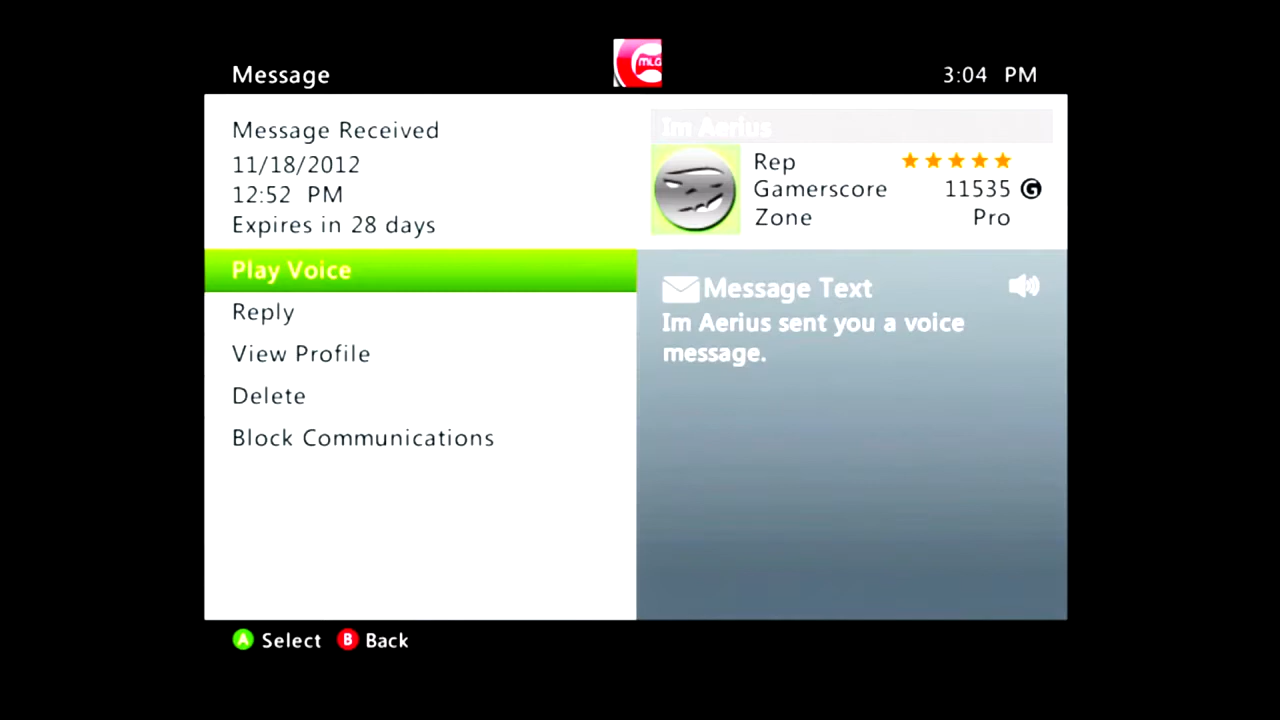 Message
MLG
3:04 PM
Message Received
11/18/2012
12:52 PM
Expires in 28 days
Im Aerius
Rep
Gamerscore 11535 G
Zone Pro
Play Voice
Reply
View Profile
Delete
Block Communications
Message Text
Im Aerius sent you a voice
message.
A Select B Back